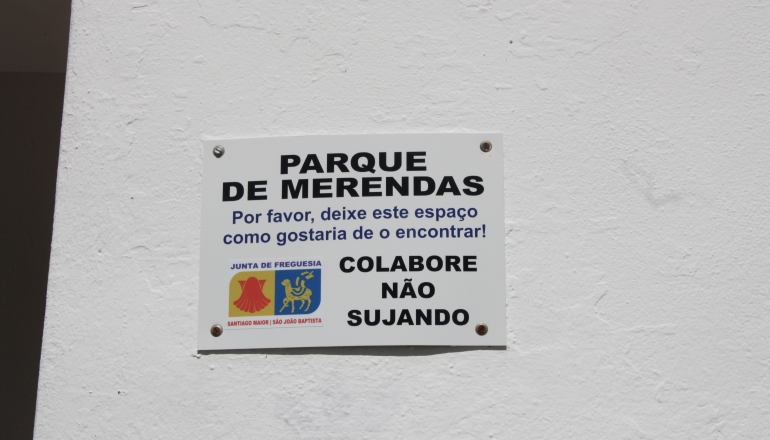 PARQUE
DE MERENDAS
Por favor, deixe este espaço
como gostaria de o encontrar!
JUNTA DE FREGUESIA
SANTIAGO MAIOR | SÃO JOÃO BAPTISTA
COLABORE
NÃO
SUJANDO